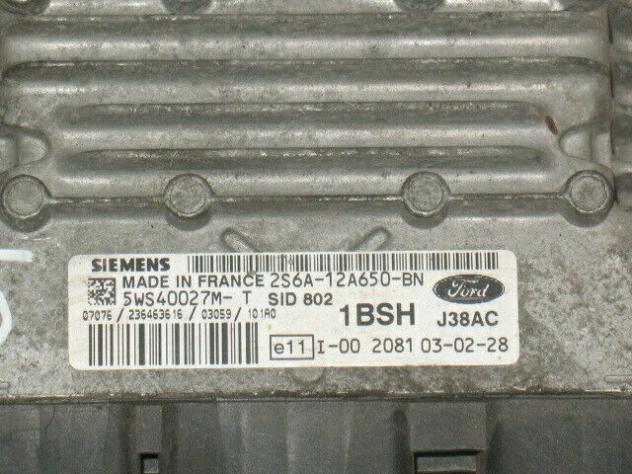 SIEMENS
MADE IN FRANCE 2S6A-12A650-BN
5WS40027M- T SID 802
07076 / 236463616 / 03059 / 101A0
Ford
1BSH J38AC
e11 I-00 2081 03-02-28